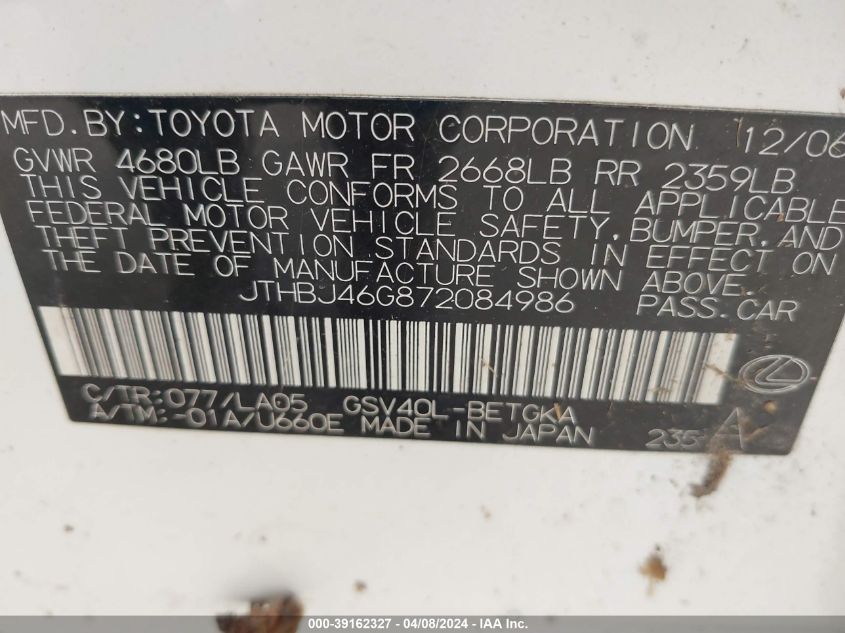 MFD.BY:TOYOTA MOTOR CORPORATION 12/06
GVWR 4680LB GAWR FR 2668LB RR 2359LB
THIS VEHICLE CONFORMS TO ALL APPLICABLE
FEDERAL MOTOR VEHICLE SAFETY,BUMPER,AND
THEFT PREVENTION STANDARDS IN EFFECT ON
THE DATE OF MANUFACTURE SHOWN ABOVE.
JTHBJ46G872084986 PASS.CAR
C/TR:077/LA05 GSV40L-BETGKA
A/TM:-01A/U660E MADE IN JAPAN 235-A
000-39162327 - 04/08/2024 - IAA Inc.